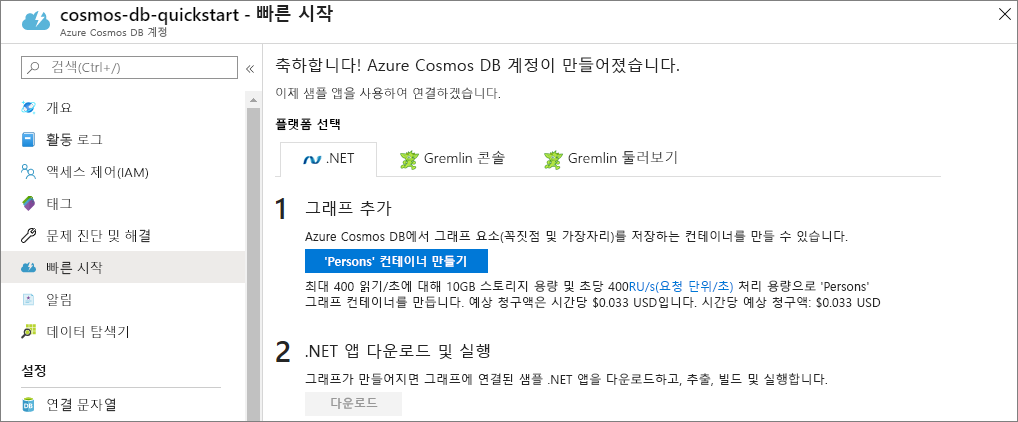 cosmos-db-quickstart - 빠른 시작
Azure Cosmos DB 계정
검색(Ctrl+/)
개요
활동 로그
액세스 제어(IAM)
태그
문제 진단 및 해결
빠른 시작
알림
데이터 탐색기
설정
연결 문자열
축하합니다! Azure Cosmos DB 계정이 만들어졌습니다.
이제 샘플 앱을 사용하여 연결하겠습니다.
플랫폼 선택
.NET
Gremlin 콘솔
Gremlin 둘러보기
1 그래프 추가
Azure Cosmos DB에서 그래프 요소(꼭짓점 및 가장자리)를 저장하는 컨테이너를 만들 수 있습니다.
'Persons' 컨테이너 만들기
최대 400 읽기/초에 대해 10GB 스토리지 용량 및 초당 400RU/s(요청 단위/초) 처리 용량으로 'Persons'
그래프 컨테이너를 만듭니다. 예상 청구액은 시간당 $0.033 USD입니다. 시간당 예상 청구액: $0.033 USD
2 .NET 앱 다운로드 및 실행
그래프가 만들어지면 그래프에 연결된 샘플 .NET 앱을 다운로드하고, 추출, 빌드 및 실행합니다.
다운로드